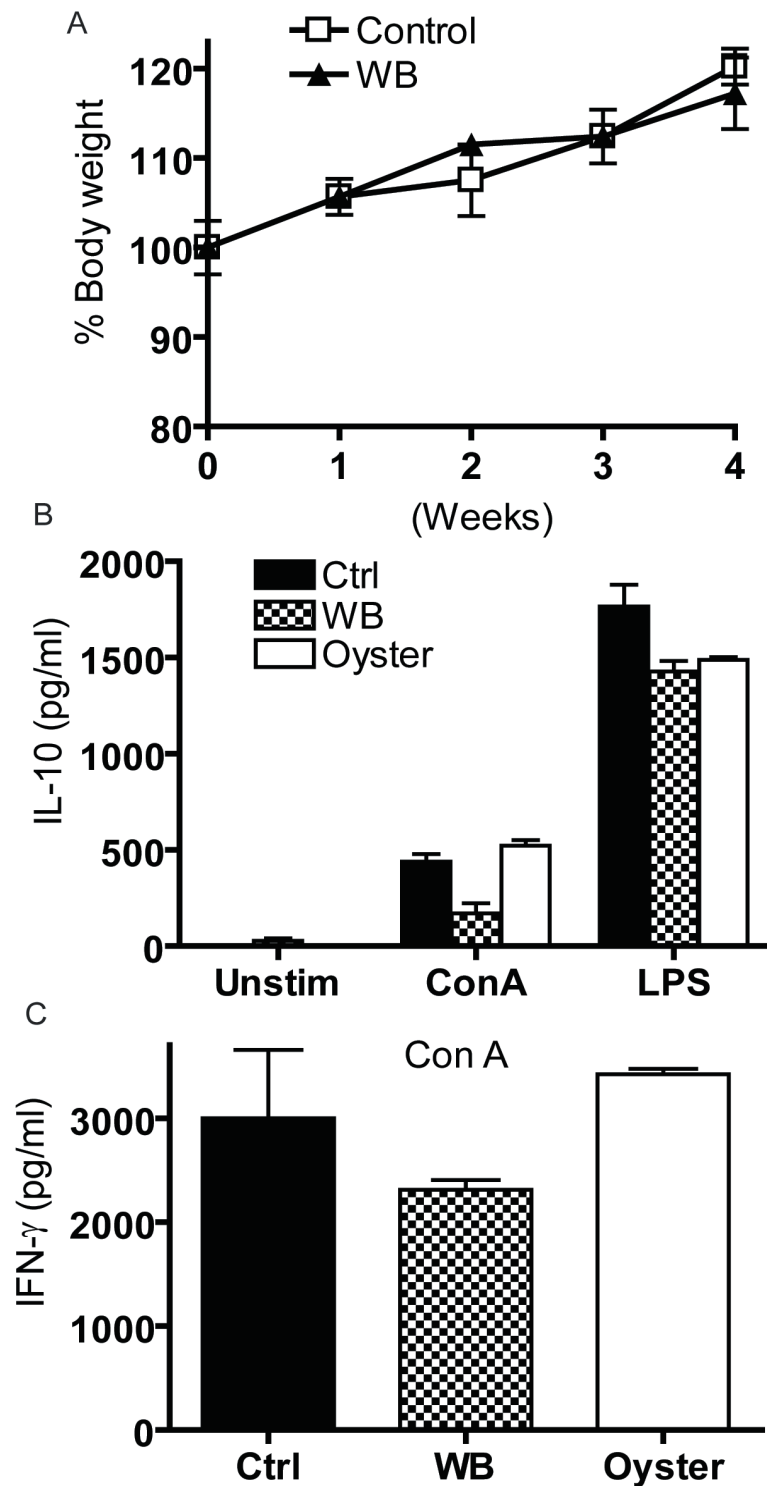 A
Control
WB
% Body weight
120
110
100
90
80
0 1 2 3 4
(Weeks)
B
Ctrl
WB
Oyster
IL-10 (pg/ml)
2000
1500
1000
500
0
Unstim ConA LPS
C
Con A
IFN-γ (pg/ml)
3000
2000
1000
0
Ctrl WB Oyster